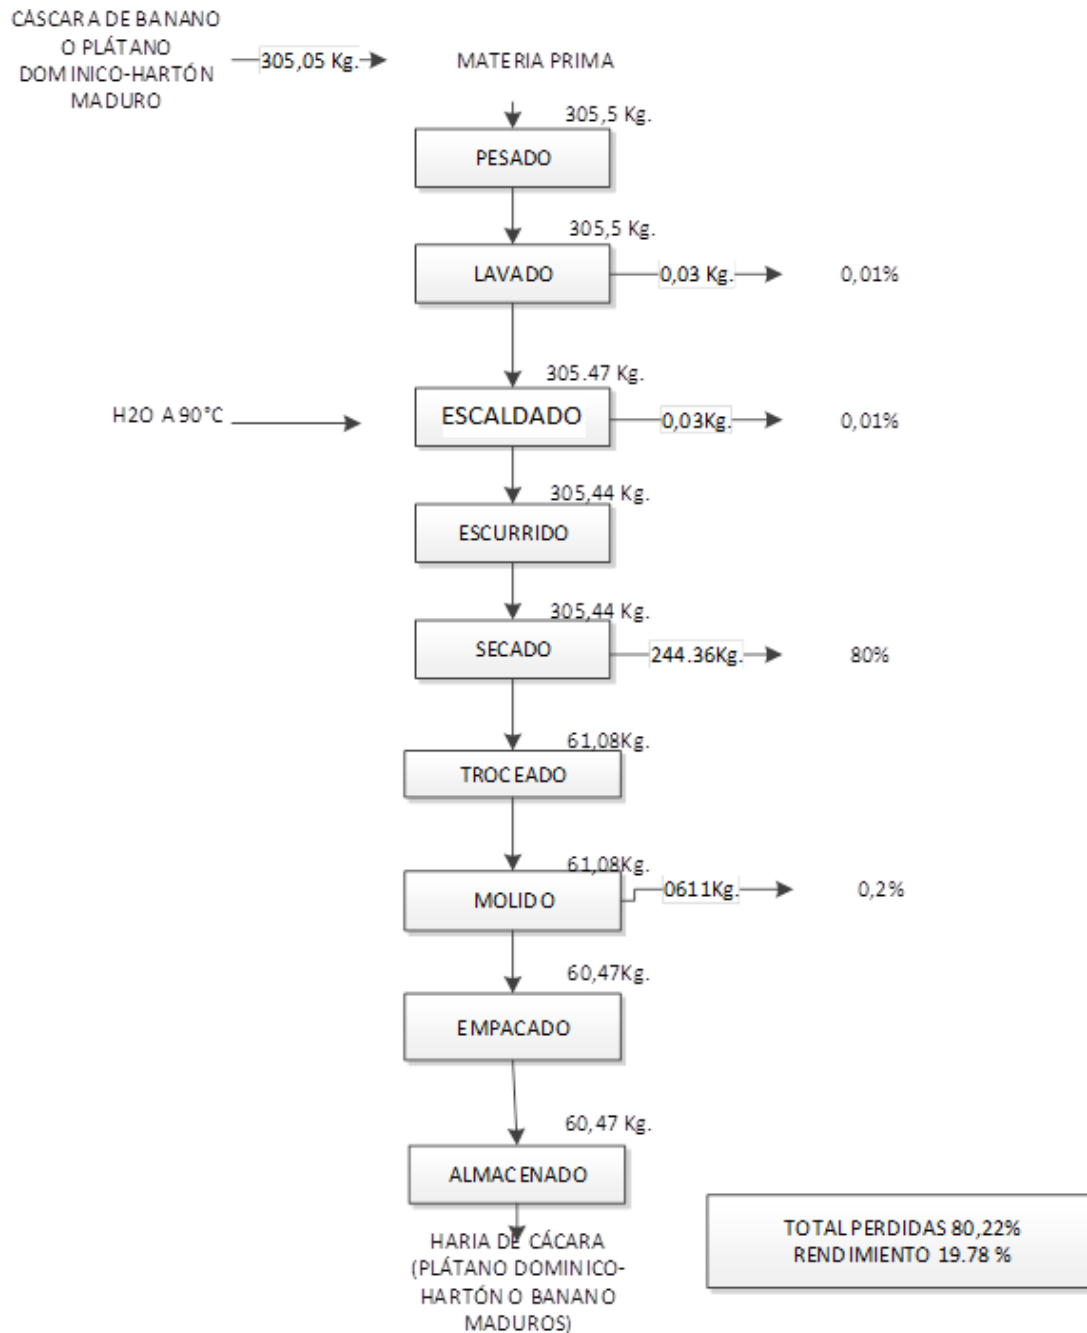 CÁSCARA DE BANANO
O PLÁTANO
DOMINICO-HARTÓN
MADURO
305,05 Kg.
MATERIA PRIMA
305,5 Kg.
PESADO
305,5 Kg.
LAVADO
0,03 Kg.
0,01%
305.47 Kg.
H2O A 90°C
ESCALDADO
0,03Kg.
0,01%
305,44 Kg.
ESCURRIDO
305,44 Kg.
SECADO
244.36Kg.
80%
61,08Kg.
TROCEADO
61,08Kg.
MOLIDO
0611Kg.
0,2%
60,47Kg.
EMPACADO
60,47 Kg.
ALMACENADO
HARIA DE CÁCARA
(PLÁTANO DOMINICO-
HARTÓN O BANANO
MADUROS)
TOTAL PERDIDAS 80,22%
RENDIMIENTO 19.78 %